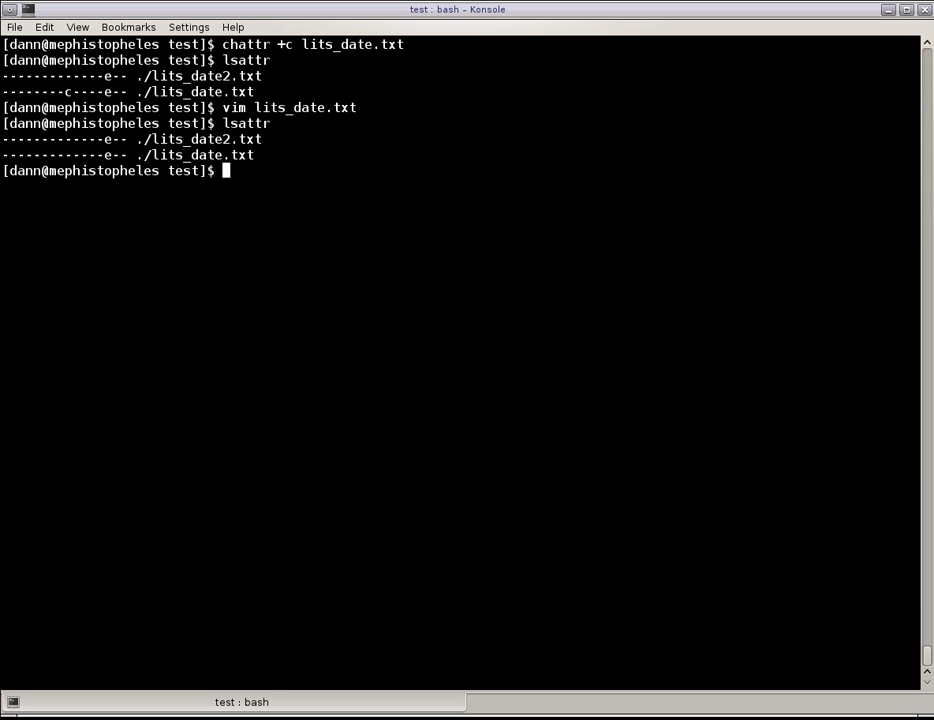 test : bash – Konsole
File Edit View Bookmarks Settings Help
[dann@mephistopheles test]$ chattr +c lits_date.txt
[dann@mephistopheles test]$ lsattr
-------------e-- ./lits_date2.txt
--------c----e-- ./lits_date.txt
[dann@mephistopheles test]$ vim lits_date.txt
[dann@mephistopheles test]$ lsattr
-------------e-- ./lits_date2.txt
-------------e-- ./lits_date.txt
[dann@mephistopheles test]$
test : bash